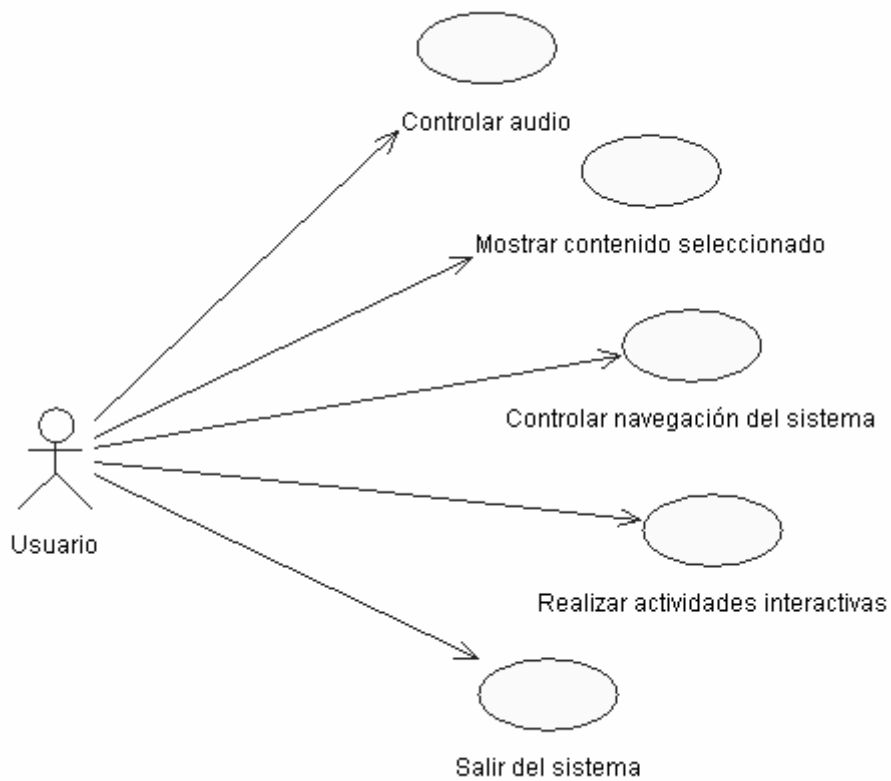 Controlar audio
Mostrar contenido seleccionado
Controlar navegación del sistema
Usuario
Realizar actividades interactivas
Salir del sistema